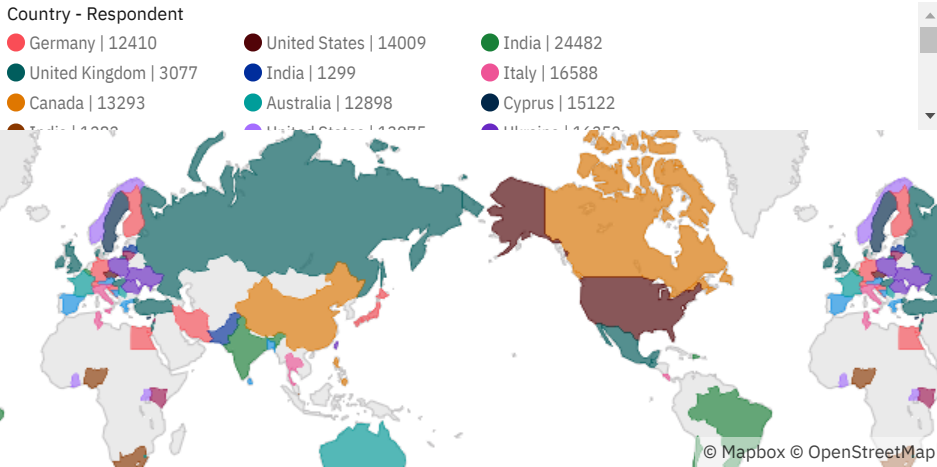 Country - Respondent
Germany | 12410
United States | 14009
India | 24482
United Kingdom | 3077
India | 1299
Italy | 16588
Canada | 13293
Australia | 12898
Cyprus | 15122
© Mapbox © OpenStreetMap